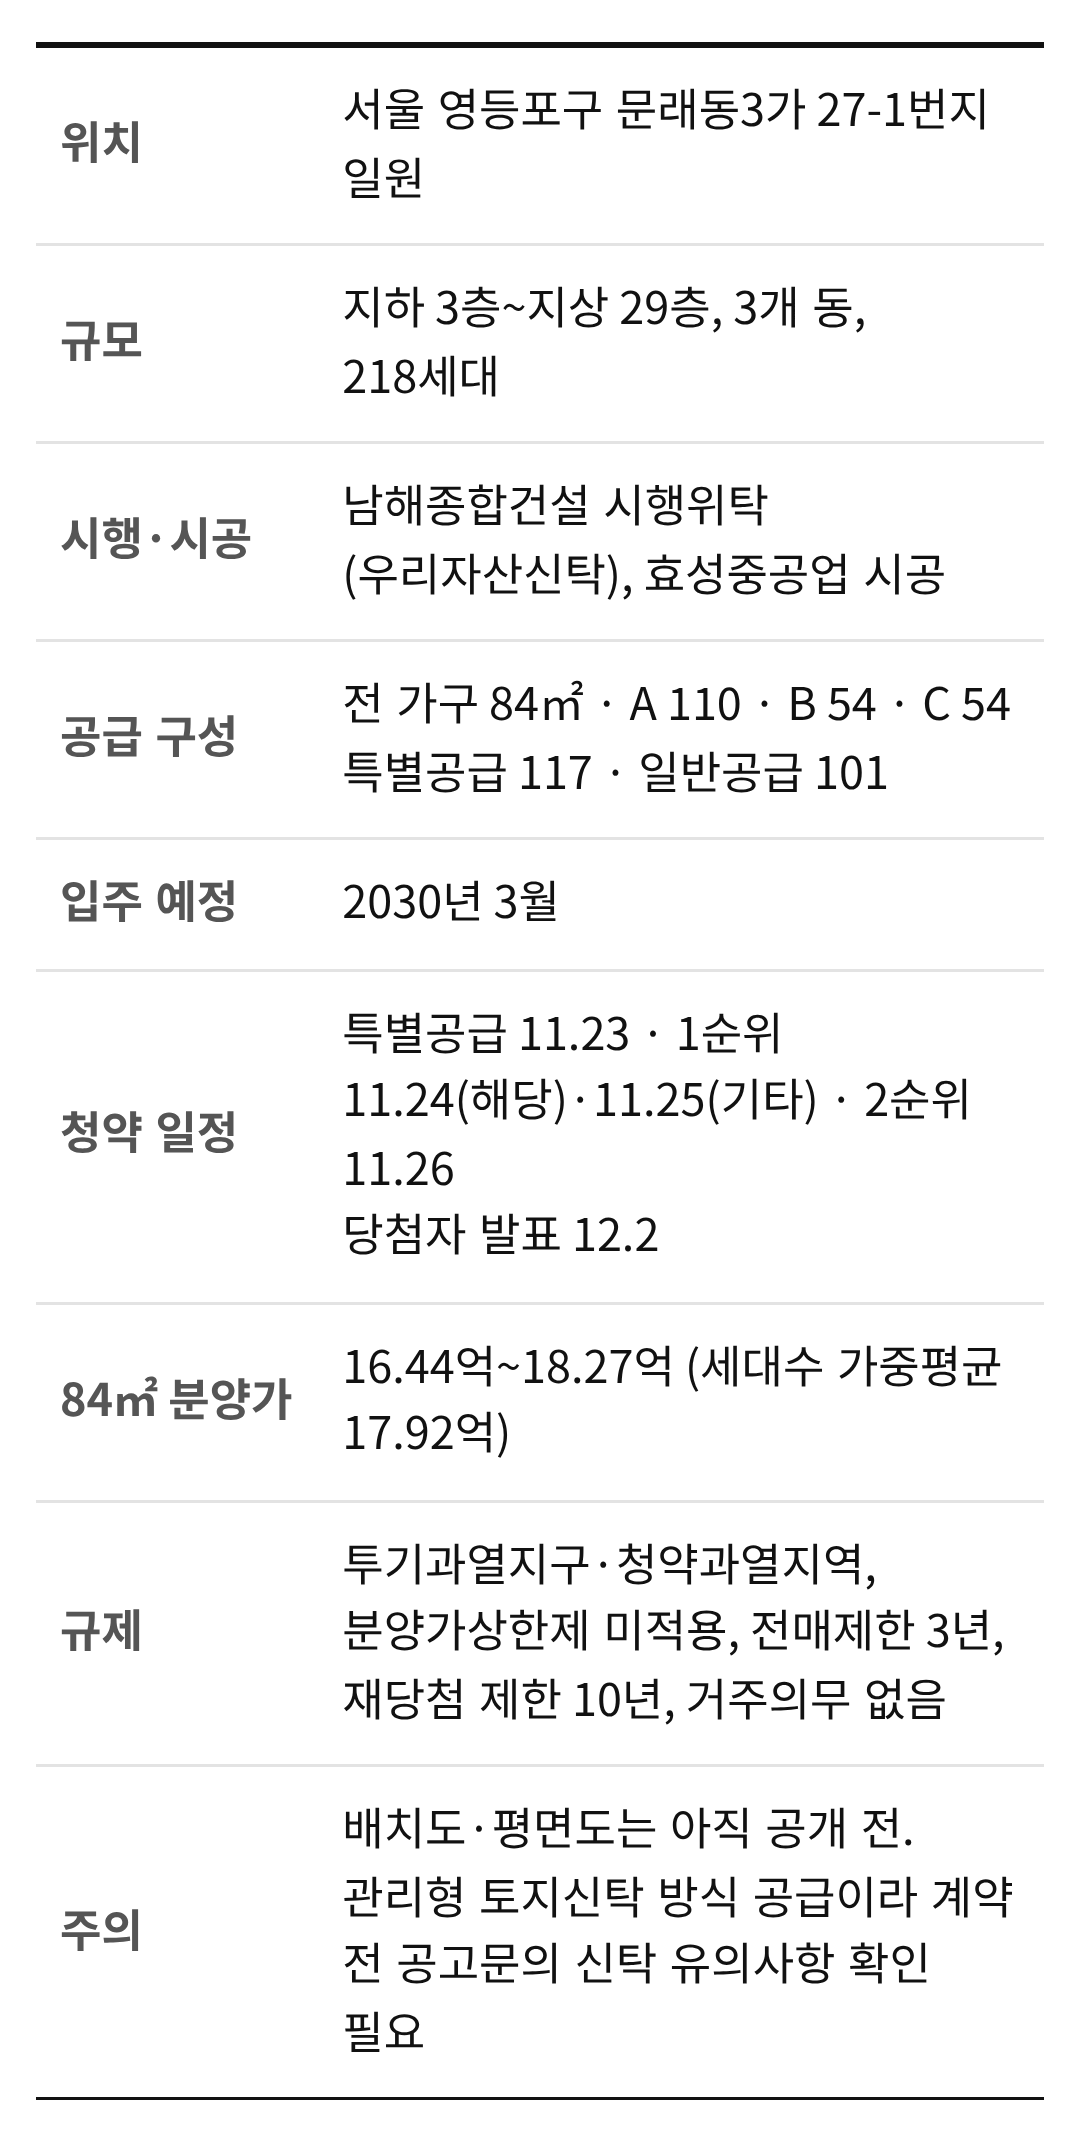 위치
서울 영등포구 문래동3가 27-1번지
일원
규모
지하 3층~지상 29층, 3개 동,
218세대
시행·시공
남해종합건설 시행위탁
(우리자산신탁), 효성중공업 시공
공급 구성
전 가구 84㎡ · A 110 · B 54 · C 54
특별공급 117 · 일반공급 101
입주 예정
2030년 3월
청약 일정
특별공급 11.23 · 1순위
11.24(해당)·11.25(기타) · 2순위
11.26
당첨자 발표 12.2
84㎡ 분양가
16.44억~18.27억 (세대수 가중평균
17.92억)
규제
투기과열지구·청약과열지역,
분양가상한제 미적용, 전매제한 3년,
재당첨 제한 10년, 거주의무 없음
주의
배치도·평면도는 아직 공개 전.
관리형 토지신탁 방식 공급이라 계약
전 공고문의 신탁 유의사항 확인
필요